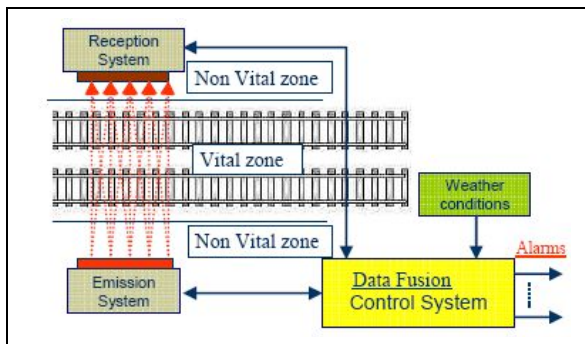 Reception
System
Non Vital zone
Vital zone
Weather
conditions
Non Vital zone
Alarms
Emission
System
Data Fusion
Control System